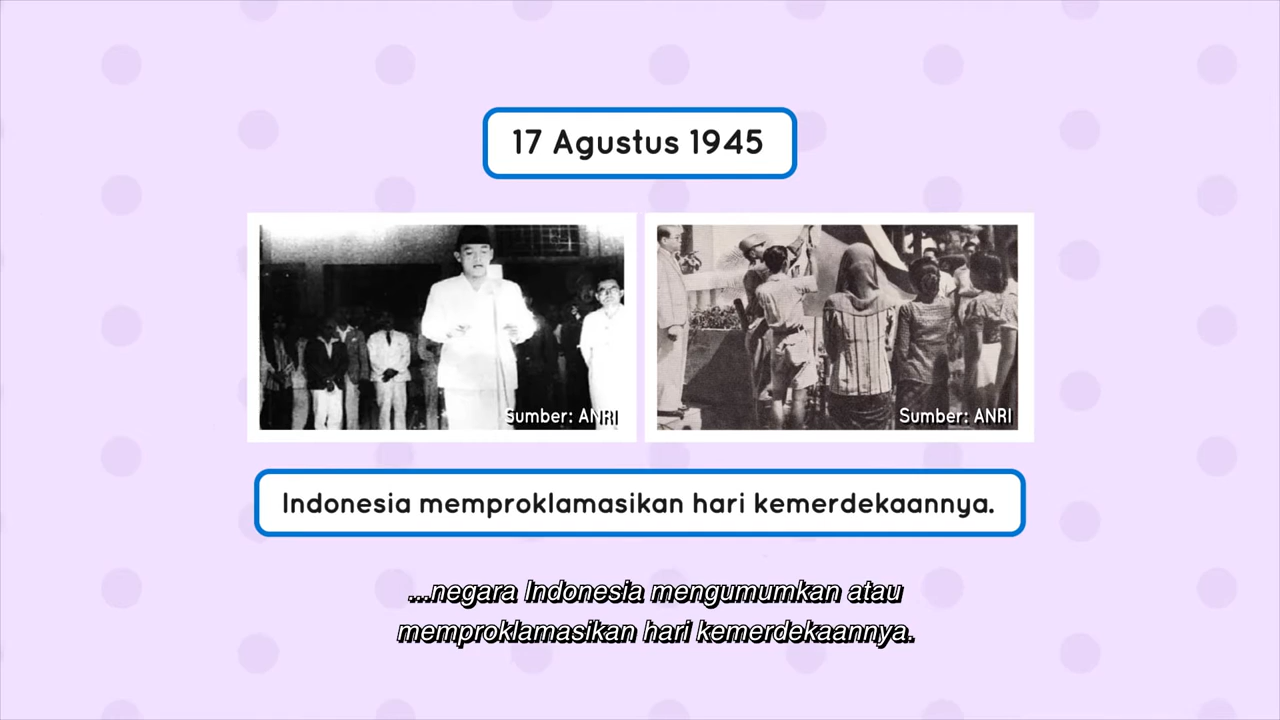 17 Agustus 1945
Sumber: ANRI
Sumber: ANRI
Indonesia memproklamasikan hari kemerdekaannya.
...negara Indonesia mengumumkan atau
memproklamasikan hari kemerdekaannya.